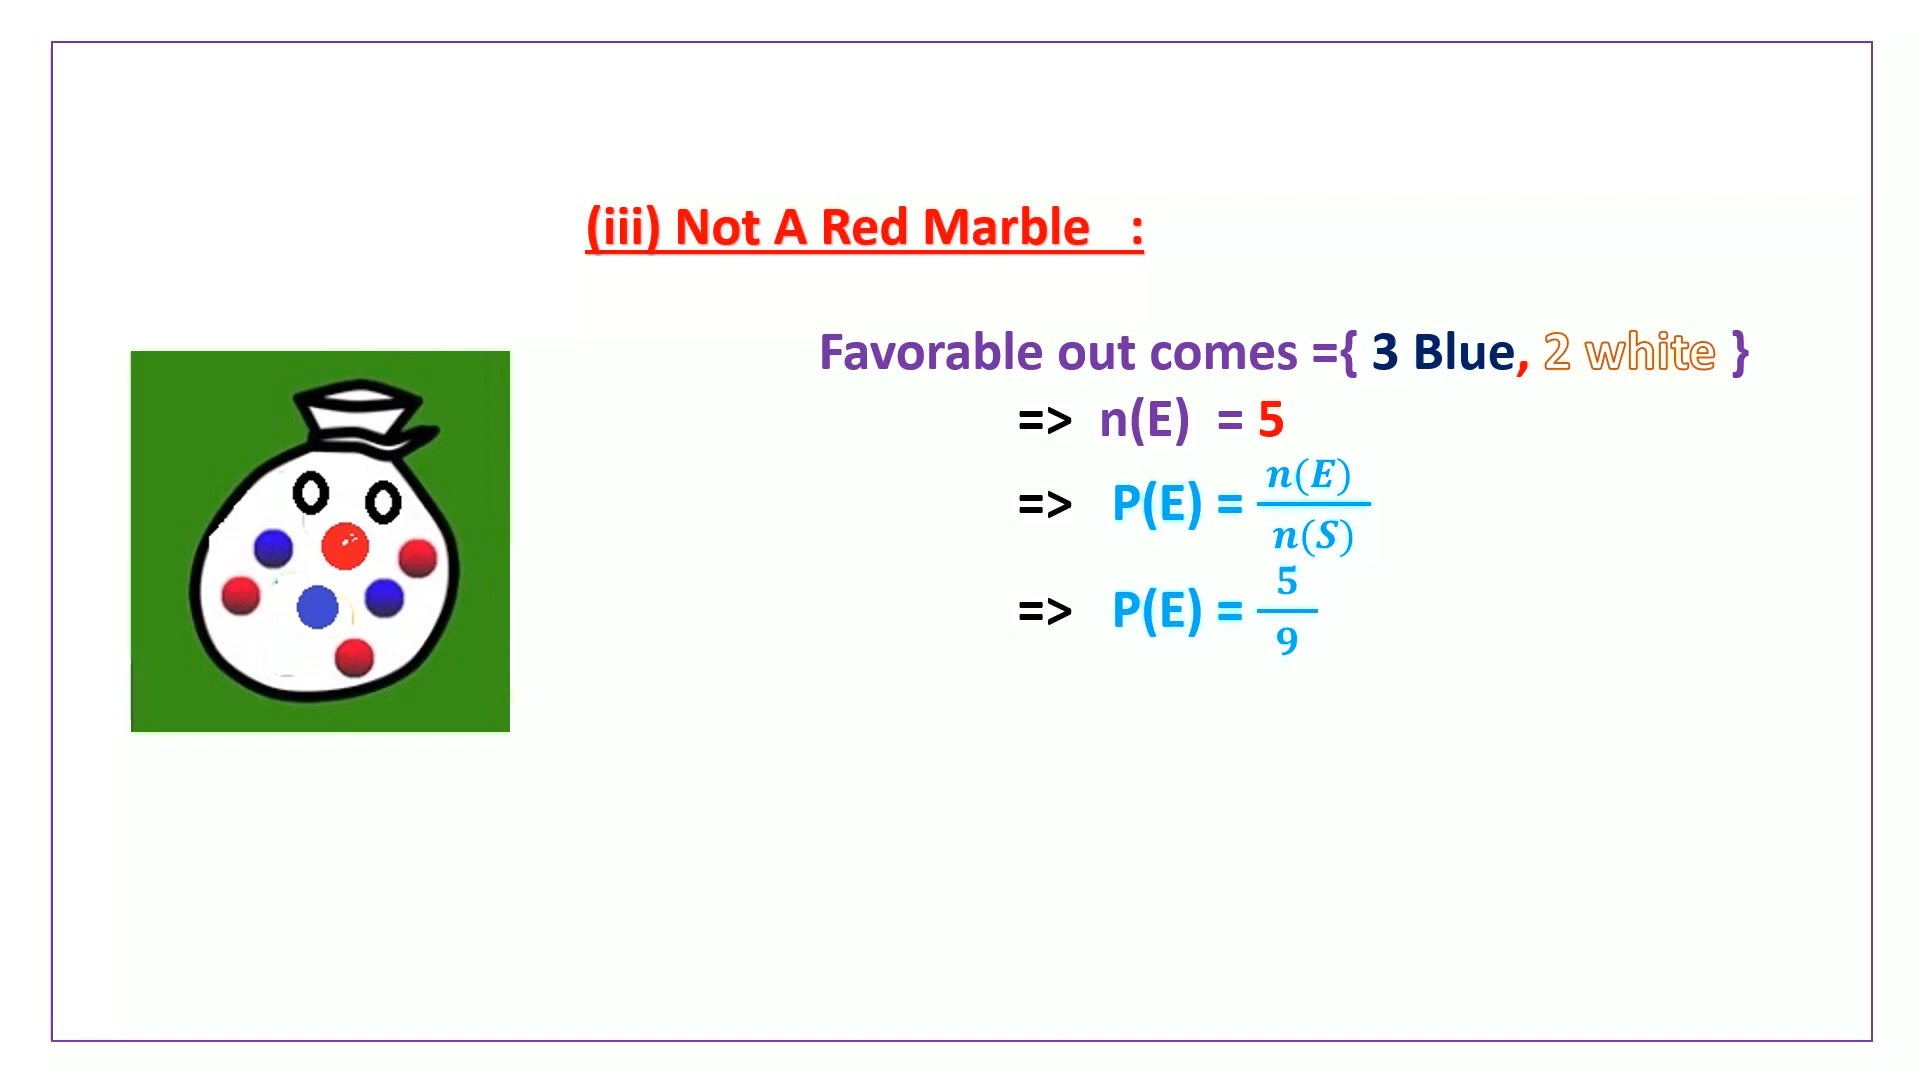 (iii) Not A Red Marble :
Favorable out comes ={ 3 Blue, 2 white }
=> n(E) = 5
=> P(E) = n(E)/n(S)
=> P(E) = 5/9